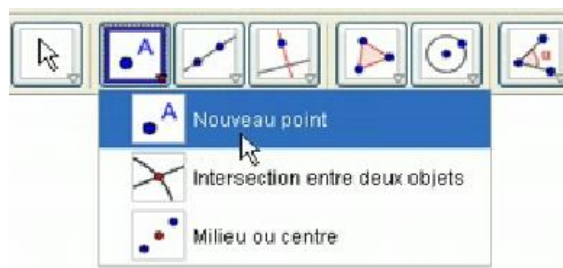 A
α
A Nouveau point
Intersection entre deux objets
Milieu ou centre